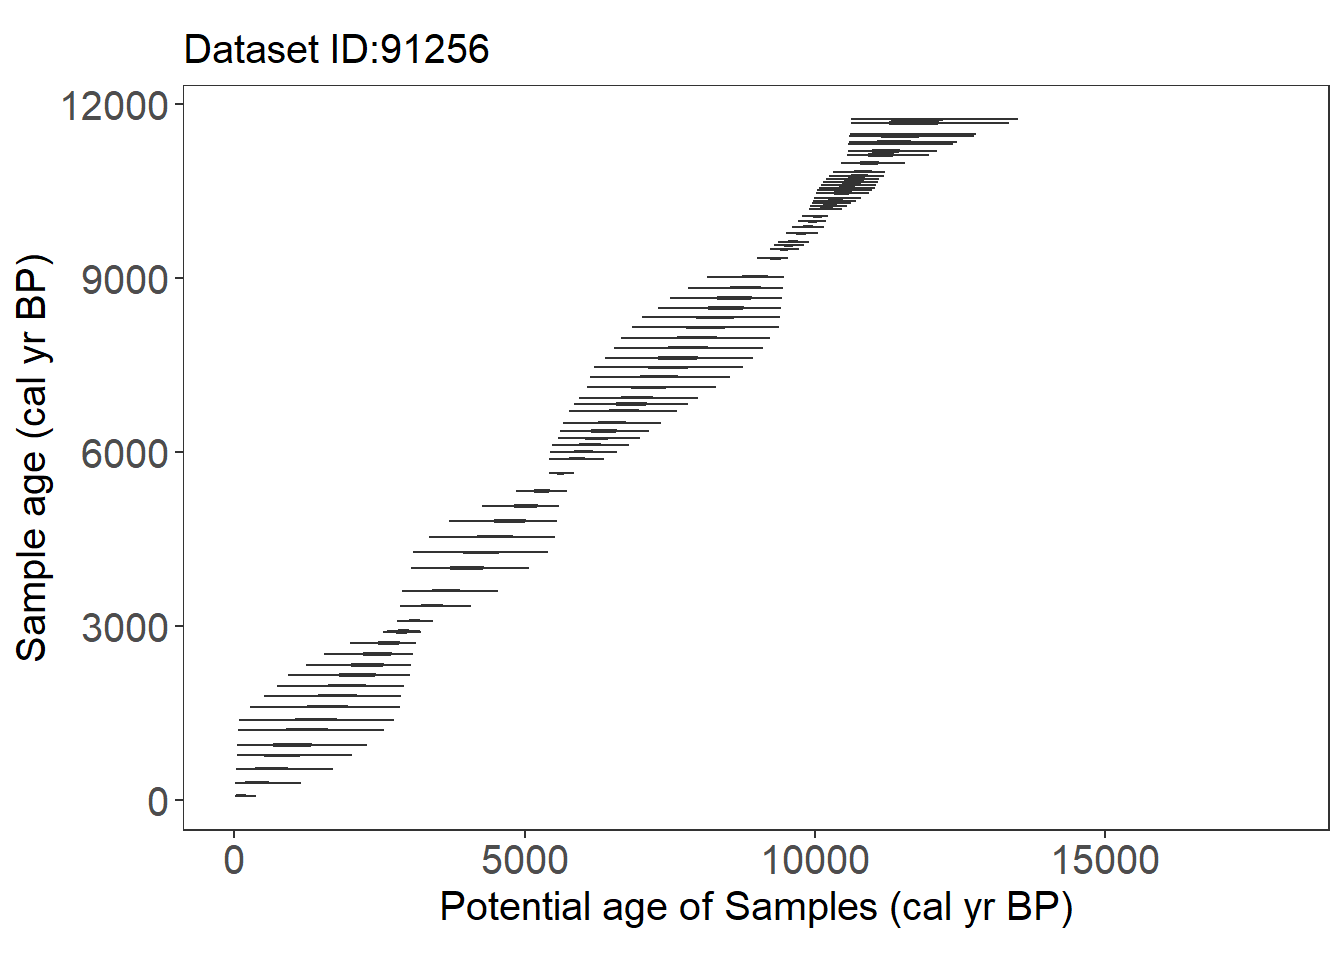 Dataset ID:91256
12000
9000
6000
3000
0
Sample age (cal yr BP)
0 5000 10000 15000
Potential age of Samples (cal yr BP)